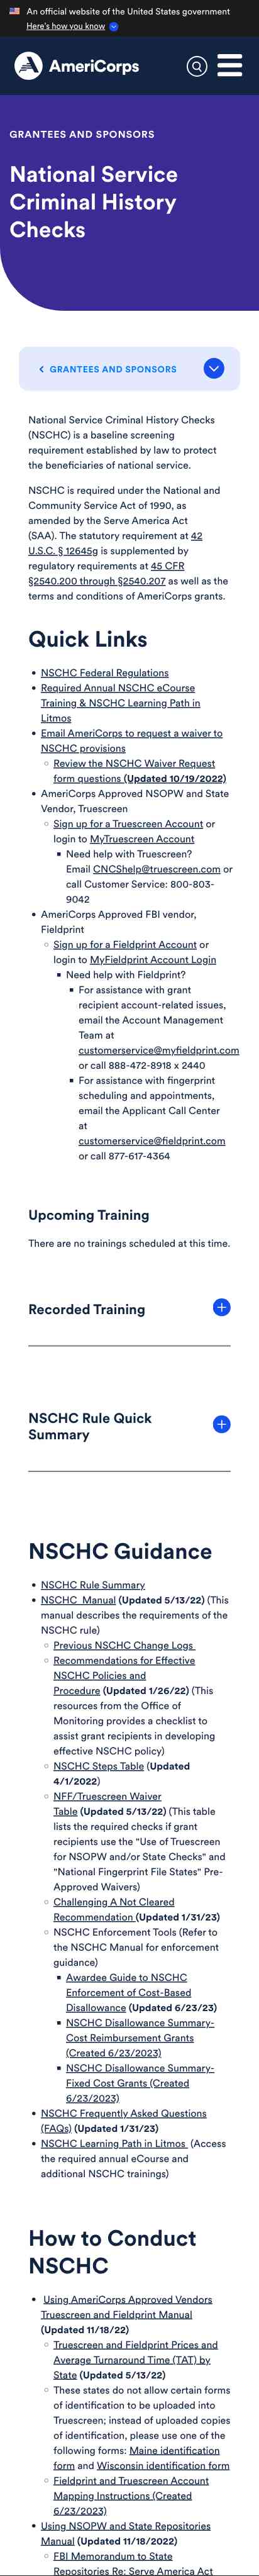 An official website of the United States government
Here's how you know
AmeriCorps
GRANTEES AND SPONSORS
National Service
Criminal History
Checks
GRANTEES AND SPONSORS
National Service Criminal History Checks
(NSCHC) is a baseline screening
requirement established by law to protect
the beneficiaries of national service.
NSCHC is required under the National and
Community Service Act of 1990, as
amended by the Serve America Act
(SAA). The statutory requirement at 42
U.S.C. § 12645g is supplemented by
regulatory requirements at 45 CFR
§2540.200 through §2540.207 as well as the
terms and conditions of AmeriCorps grants.
Quick Links
NSCHC Federal Regulations
Required Annual NSCHC eCourse
Training & NSCHC Learning Path in
Litmos
Email AmeriCorps to request a waiver to
NSCHC provisions
Review the NSCHC Waiver Request
form questions (Updated 10/19/2022)
AmeriCorps Approved NSOPW and State
Vendor, Truescreen
Sign up for a Truescreen Account or
login to MyTruescreen Account
Need help with Truescreen?
Email CNCShelp@truescreen.com or
call Customer Service: 800-803-
9042
AmeriCorps Approved FBI vendor,
Fieldprint
Sign up for a Fieldprint Account or
login to MyFieldprint Account Login
Need help with Fieldprint?
For assistance with grant
recipient account-related issues,
email the Account Management
Team at
customerservice@myfieldprint.com
or call 888-472-8918 x 2440
For assistance with fingerprint
scheduling and appointments,
email the Applicant Call Center
at
customerservice@fieldprint.com
or call 877-617-4364
Upcoming Training
There are no trainings scheduled at this time.
Recorded Training
NSCHC Rule Quick
Summary
NSCHC Guidance
NSCHC Rule Summary
NSCHC Manual (Updated 5/13/22) (This
manual describes the requirements of the
NSCHC rule)
Previous NSCHC Change Logs
Recommendations for Effective
NSCHC Policies and
Procedure (Updated 1/26/22) (This
resources from the Office of
Monitoring provides a checklist to
assist grant recipients in developing
effective NSCHC policy)
NSCHC Steps Table (Updated
4/1/2022)
NFF/Truescreen Waiver
Table (Updated 5/13/22) (This table
lists the required checks if grant
recipients use the "Use of Truescreen
for NSOPW and/or State Checks" and
"National Fingerprint File States" Pre-
Approved Waivers)
Challenging A Not Cleared
Recommendation (Updated 1/31/23)
NSCHC Enforcement Tools (Refer to
the NSCHC Manual for enforcement
guidance)
Awardee Guide to NSCHC
Enforcement of Cost-Based
Disallowance (Updated 6/23/23)
NSCHC Disallowance Summary-
Cost Reimbursement Grants
(Created 6/23/2023)
NSCHC Disallowance Summary-
Fixed Cost Grants (Created
6/23/2023)
NSCHC Frequently Asked Questions
(FAQs) (Updated 1/31/23)
NSCHC Learning Path in Litmos (Access
the required annual eCourse and
additional NSCHC trainings)
How to Conduct
NSCHC
Using AmeriCorps Approved Vendors
Truescreen and Fieldprint Manual
(Updated 11/18/22)
Truescreen and Fieldprint Prices and
Average Turnaround Time (TAT) by
State (Updated 5/13/22)
These states do not allow certain forms
of identification to be uploaded into
Truescreen; instead of uploaded copies
of identification, please use one of the
following forms: Maine identification
form and Wisconsin identification form
Fieldprint and Truescreen Account
Mapping Instructions (Created
6/23/2023)
Using NSOPW and State Repositories
Manual (Updated 11/18/2022)
FBI Memorandum to State
Repositories Re: Serve America Act